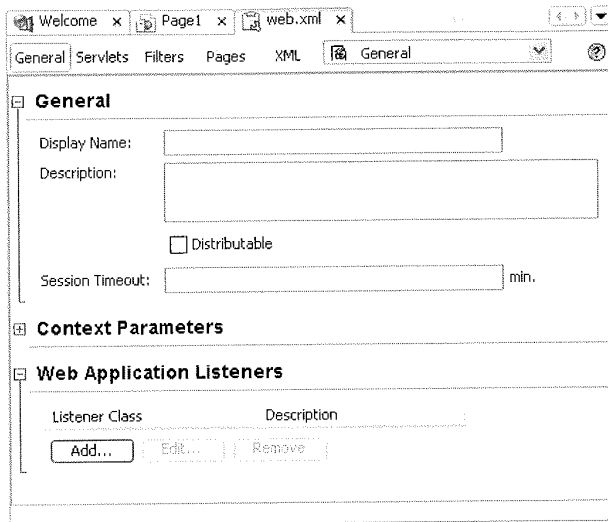 Welcome x Page1 x web.xml x
General Servlets Filters Pages XML General
General
Display Name:
Description:
Distributable
Session Timeout: min.
Context Parameters
Web Application Listeners
Listener Class Description
Add... Edit... Remove